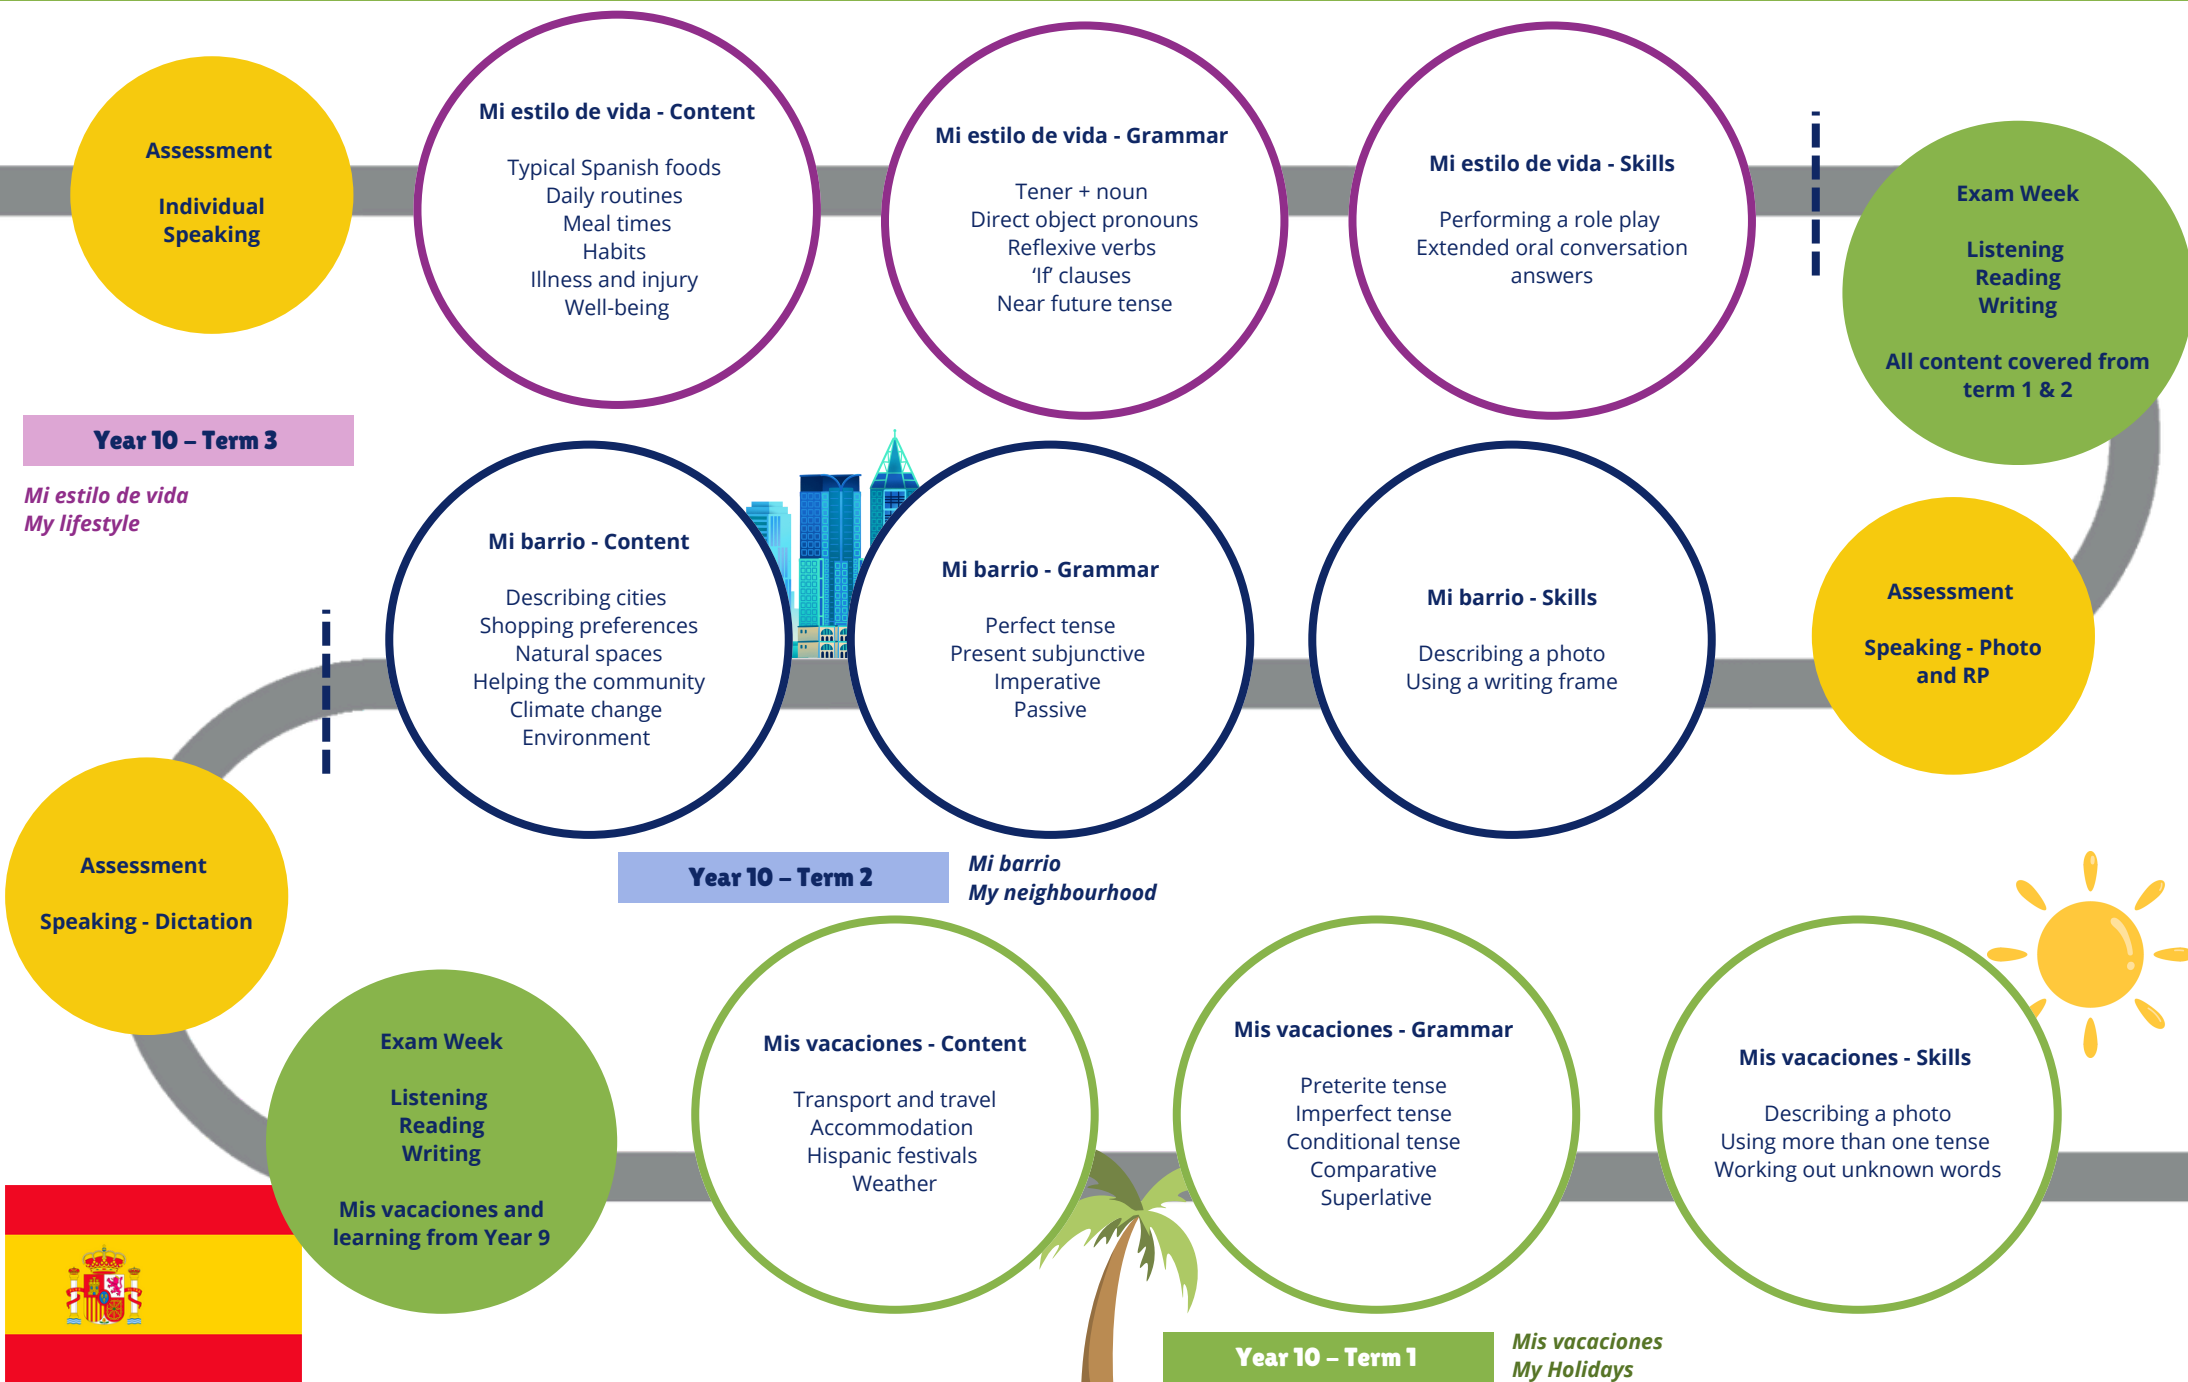 Assessment
Individual
Speaking
Mi estilo de vida - Content
Typical Spanish foods
Daily routines
Meal times
Habits
Illness and injury
Well-being
Mi estilo de vida - Grammar
Tener + noun
Direct object pronouns
Reflexive verbs
‘If’ clauses
Near future tense
Mi estilo de vida - Skills
Performing a role play
Extended oral conversation
answers
Exam Week
Listening
Reading
Writing
All content covered from
term 1 & 2
Year 10 – Term 3
Mi estilo de vida
My lifestyle
Mi barrio - Content
Describing cities
Shopping preferences
Natural spaces
Helping the community
Climate change
Environment
Mi barrio - Grammar
Perfect tense
Present subjunctive
Imperative
Passive
Mi barrio - Skills
Describing a photo
Using a writing frame
Assessment
Speaking - Photo
and RP
Assessment
Speaking - Dictation
Year 10 – Term 2
Mi barrio
My neighbourhood
Exam Week
Listening
Reading
Writing
Mis vacaciones and
learning from Year 9
Mis vacaciones - Content
Transport and travel
Accommodation
Hispanic festivals
Weather
Mis vacaciones - Grammar
Preterite tense
Imperfect tense
Conditional tense
Comparative
Superlative
Mis vacaciones - Skills
Describing a photo
Using more than one tense
Working out unknown words
Year 10 – Term 1
Mis vacaciones
My Holidays